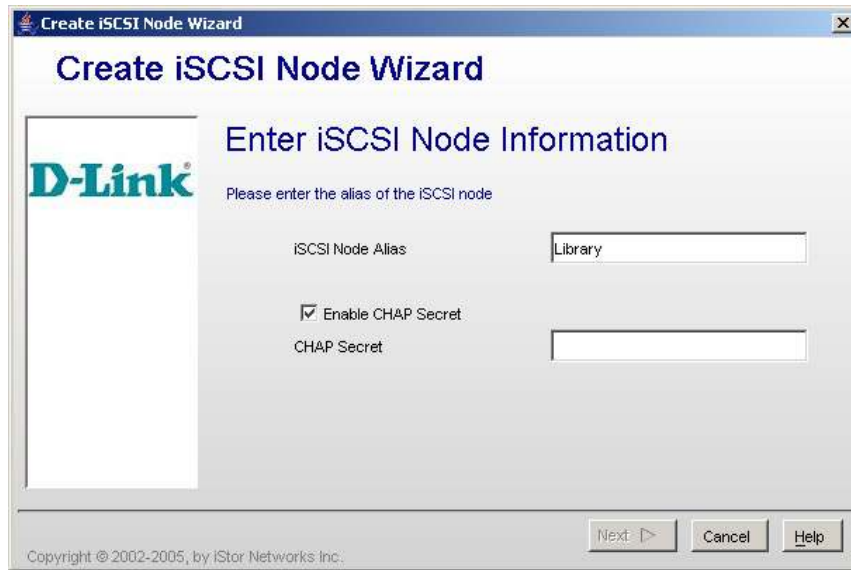 Create iSCSI Node Wizard
Create iSCSI Node Wizard
D-Link®
Enter iSCSI Node Information
Please enter the alias of the iSCSI node
iSCSI Node Alias
Library
Enable CHAP Secret
CHAP Secret
Next
Cancel
Help
Copyright © 2002-2005, by iStor Networks Inc.